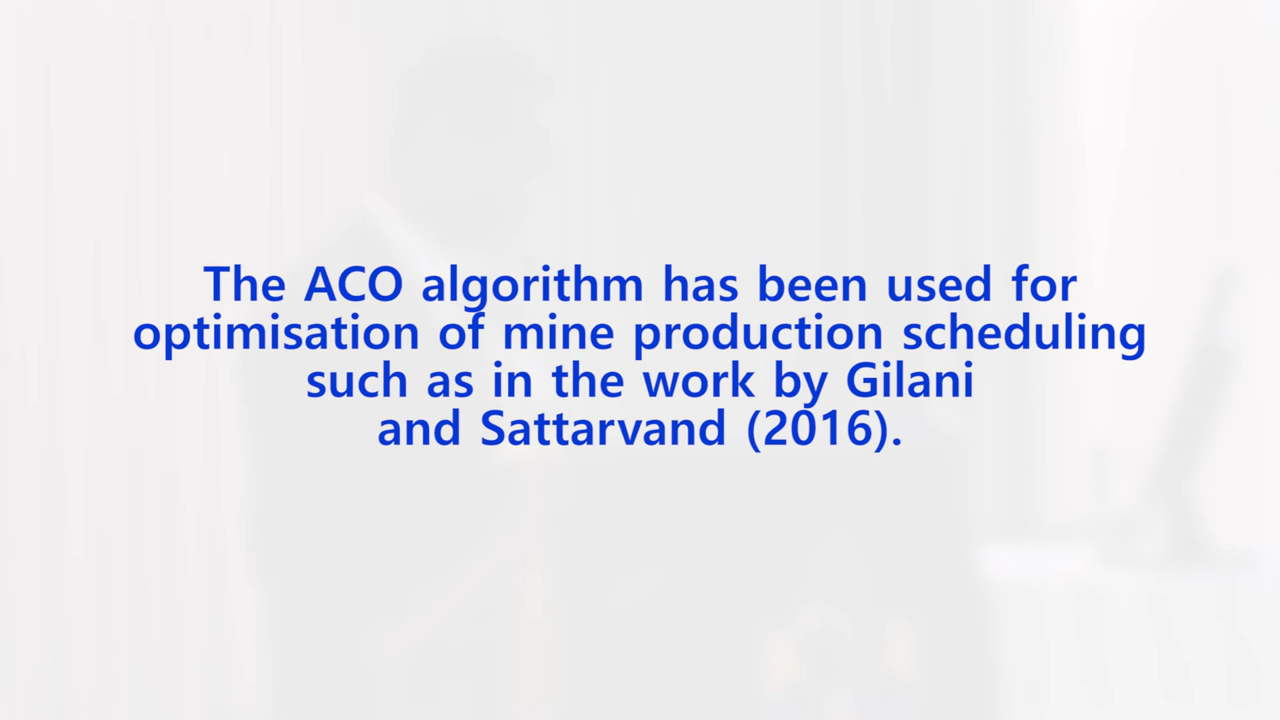 The ACO algorithm has been used for
optimisation of mine production scheduling
such as in the work by Gilani
and Sattarvand (2016).